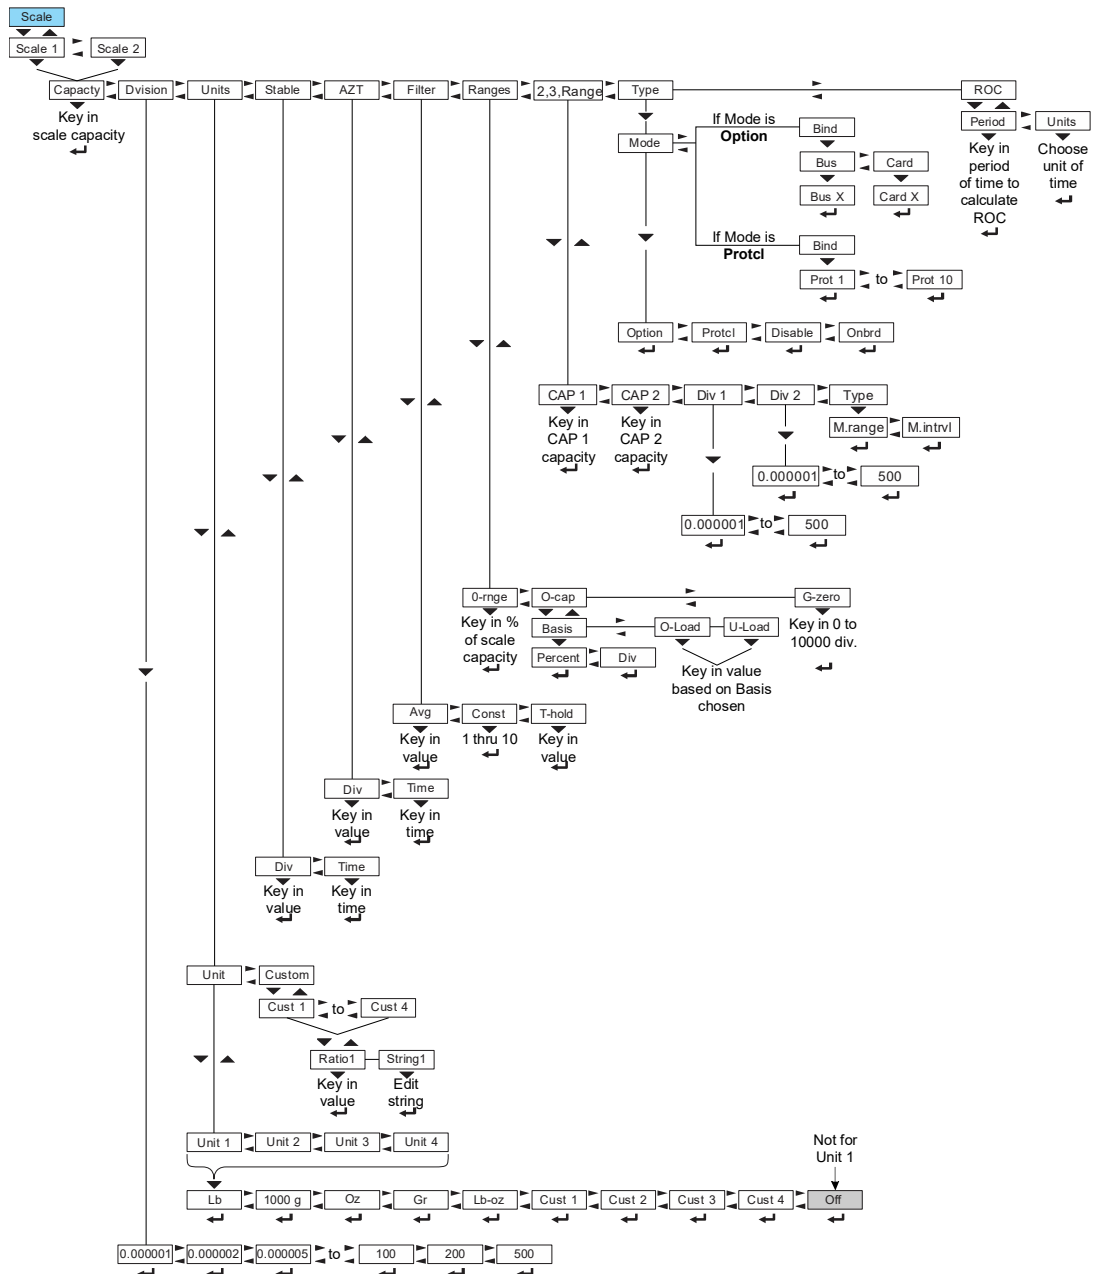 Scale
Scale 1 Scale 2
Capacty Dvision Units Stable AZT Filter Ranges 2,3,Range Type ROC
Key in
scale capacity
Period Units
Key in
period
of time to
calculate
ROC
Choose
unit of
time
Mode
If Mode is
Option
Bind
Bus Card
Bus X Card X
If Mode is
Protcl
Bind
Prot 1 to Prot 10
Option Protcl Disable Onbrd
CAP 1 CAP 2 Div 1 Div 2 Type
Key in
CAP 1
capacity
Key in
CAP 2
capacity
M.range M.intrvl
0.000001 to 500
0.000001 to 500
0-rnge O-cap G-zero
Key in %
of scale
capacity
Basis O-Load U-Load
Key in 0 to
10000 div.
Percent Div
Key in value
based on Basis
chosen
Avg Const T-hold
Key in
value
1 thru 10
Key in
value
Div Time
Key in
value
Key in
time
Div Time
Key in
value
Key in
time
Unit Custom
Cust 1 to Cust 4
Ratio1 String1
Key in
value
Edit
string
Unit 1 Unit 2 Unit 3 Unit 4
Not for
Unit 1
Lb 1000 g Oz Gr Lb-oz Cust 1 Cust 2 Cust 3 Cust 4 Off
0.000001 0.000002 0.000005 to 100 200 500